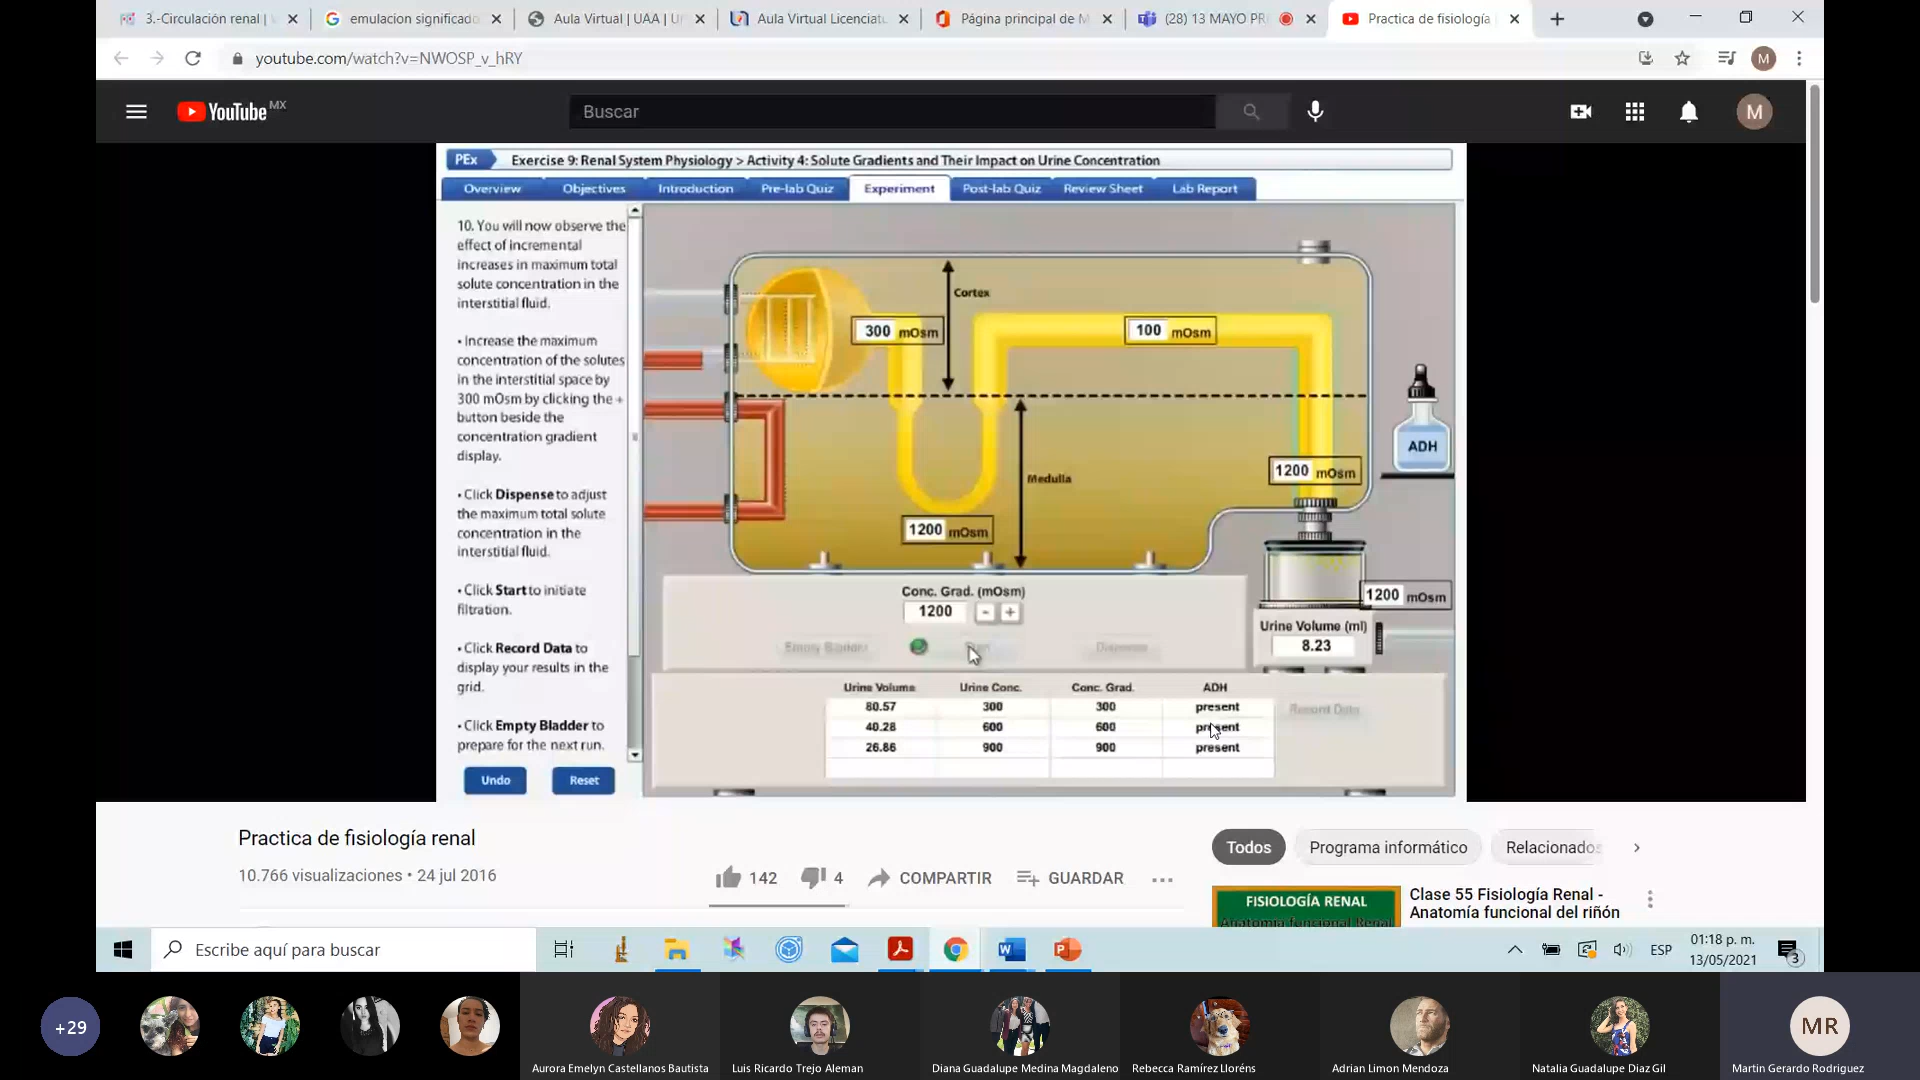 3.-Circulación renal |
emulacion significado
Aula Virtual | UAA | U
Aula Virtual Licenciatu
Página principal de M
(28) 13 MAYO PR
Practica de fisiología
youtube.com/watch?v=NWOSP_v_hRY
M
YouTube MX
Buscar
M
PEx
Exercise 9: Renal System Physiology > Activity 4: Solute Gradients and Their Impact on Urine Concentration
Overview
Objectives
Introduction
Pre-lab Quiz
Experiment
Post-lab Quiz
Review Sheet
Lab Report
10. You will now observe the
effect of incremental
increases in maximum total
solute concentration in the
interstitial fluid.
• Increase the maximum
concentration of the solutes
in the interstitial space by
300 mOsm by clicking the +
button beside the
concentration gradient
display.
• Click Dispense to adjust
the maximum total solute
concentration in the
interstitial fluid.
• Click Start to initiate
filtration.
• Click Record Data to
display your results in the
grid.
• Click Empty Bladder to
prepare for the next run.
Undo
Reset
Cortex
300 mOsm
100 mOsm
Medulla
ADH
1200 mOsm
1200 mOsm
1200 mOsm
Conc. Grad. (mOsm)
1200
- +
Urine Volume (ml)
8.23
Empty Bladder
Dispense
Urine Volume Urine Conc. Conc. Grad. ADH
80.57 300 300 present
40.28 600 600 present
26.86 900 900 present
Record Data
Practica de fisiología renal
10.766 visualizaciones • 24 jul 2016
142
4
COMPARTIR
GUARDAR
Todos
Programa informático
Relacionados
FISIOLOGÍA RENAL
Anatomía funcional Renal
Clase 55 Fisiología Renal -
Anatomía funcional del riñón
Escribe aquí para buscar
ESP
01:18 p. m.
13/05/2021
3
+29
Aurora Emelyn Castellanos Bautista
Luis Ricardo Trejo Aleman
Diana Guadalupe Medina Magdaleno
Rebecca Ramírez Lloréns
Adrian Limon Mendoza
Natalia Guadalupe Diaz Gil
MR
Martin Gerardo Rodriguez